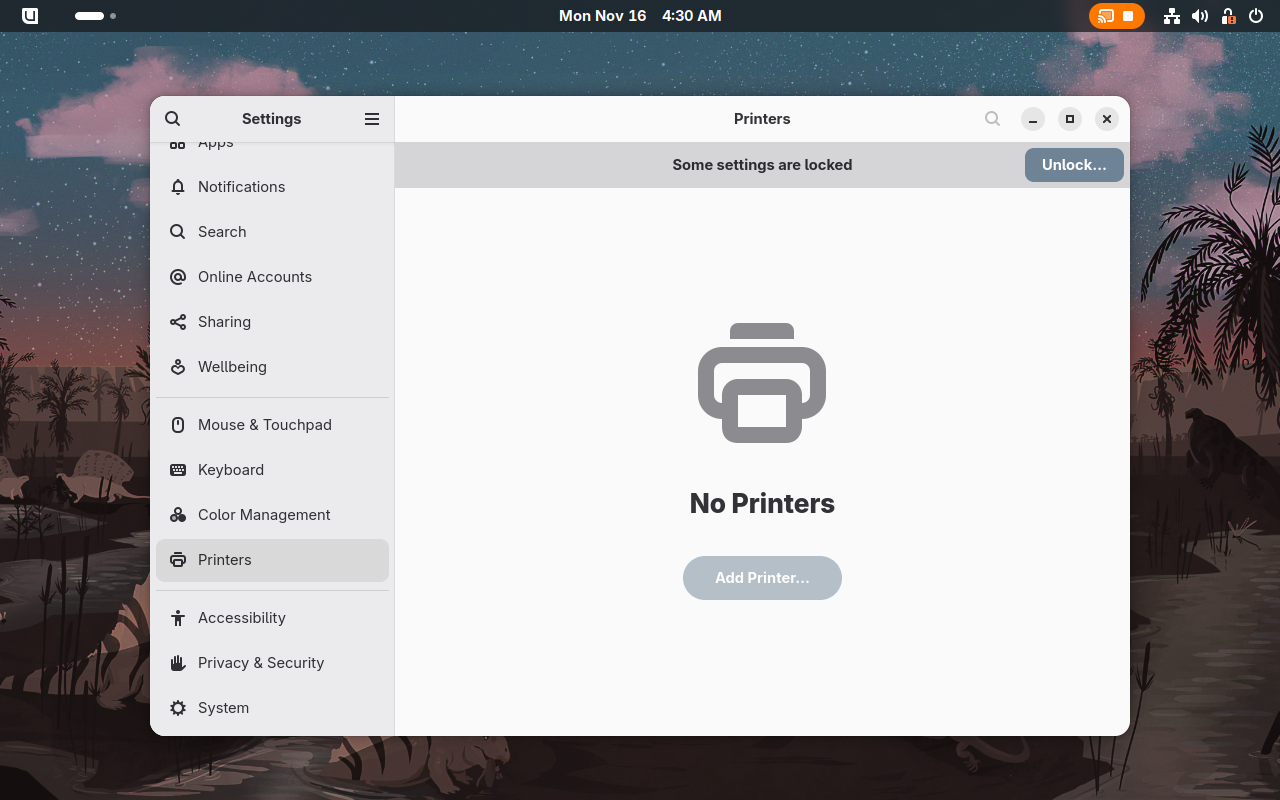 Mon Nov 16 4:30 AM
Settings
Printers
Apps
Some settings are locked
Unlock...
Notifications
Search
Online Accounts
Sharing
Wellbeing
Mouse & Touchpad
Keyboard
Color Management
Printers
Accessibility
Privacy & Security
System
No Printers
Add Printer...